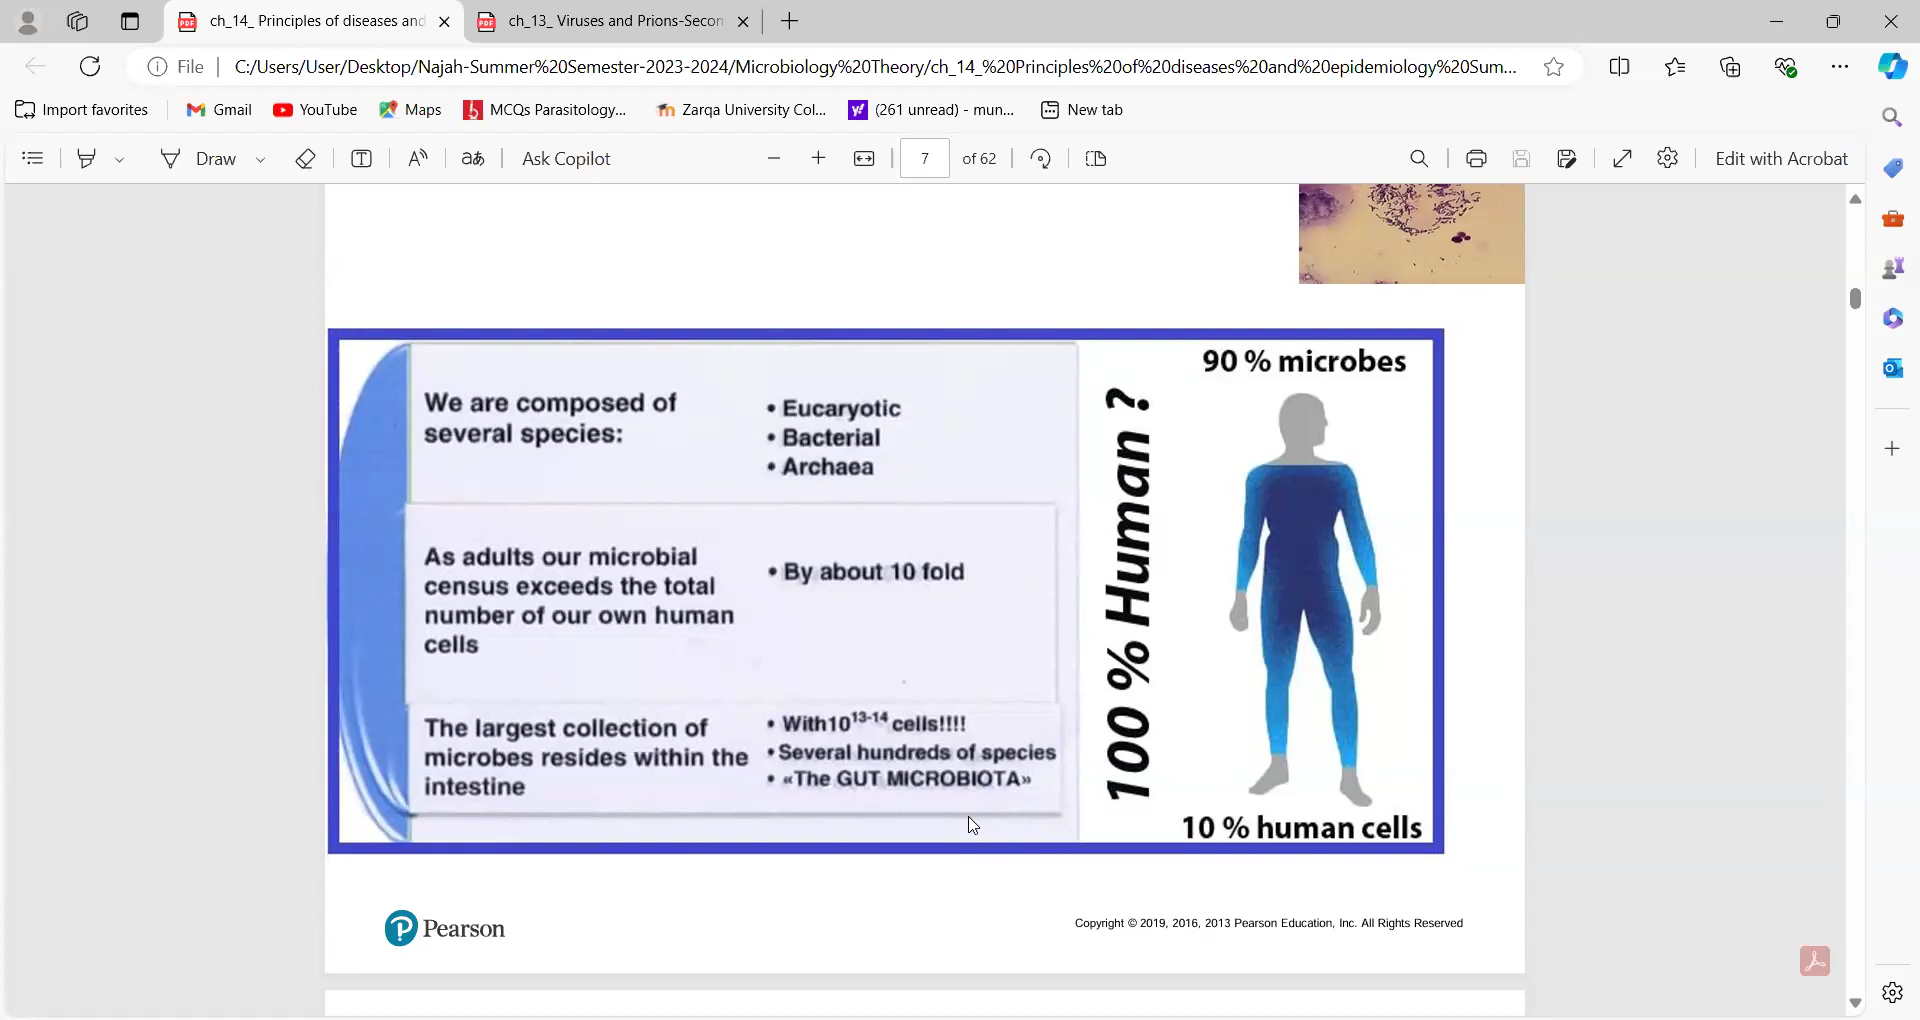 ch_14_ Principles of diseases and
ch_13_ Viruses and Prions-Secon
File
C:/Users/User/Desktop/Najah-Summer%20Semester-2023-2024/Microbiology%20Theory/ch_14_%20Principles%20of%20diseases%20and%20epidemiology%20Sum...
Import favorites
Gmail
YouTube
Maps
MCQs Parasitology...
Zarqa University Col...
(261 unread) - mun...
New tab
Draw
Ask Copilot
7 of 62
Edit with Acrobat
We are composed of
several species:
• Eucaryotic
• Bacterial
• Archaea
As adults our microbial
census exceeds the total
number of our own human
cells
• By about 10 fold
The largest collection of
microbes resides within the
intestine
• With10¹³⁻¹⁴ cells!!!!
• Several hundreds of species
• «The GUT MICROBIOTA»
100 % Human ?
90 % microbes
10 % human cells
Pearson
Copyright © 2019, 2016, 2013 Pearson Education, Inc. All Rights Reserved